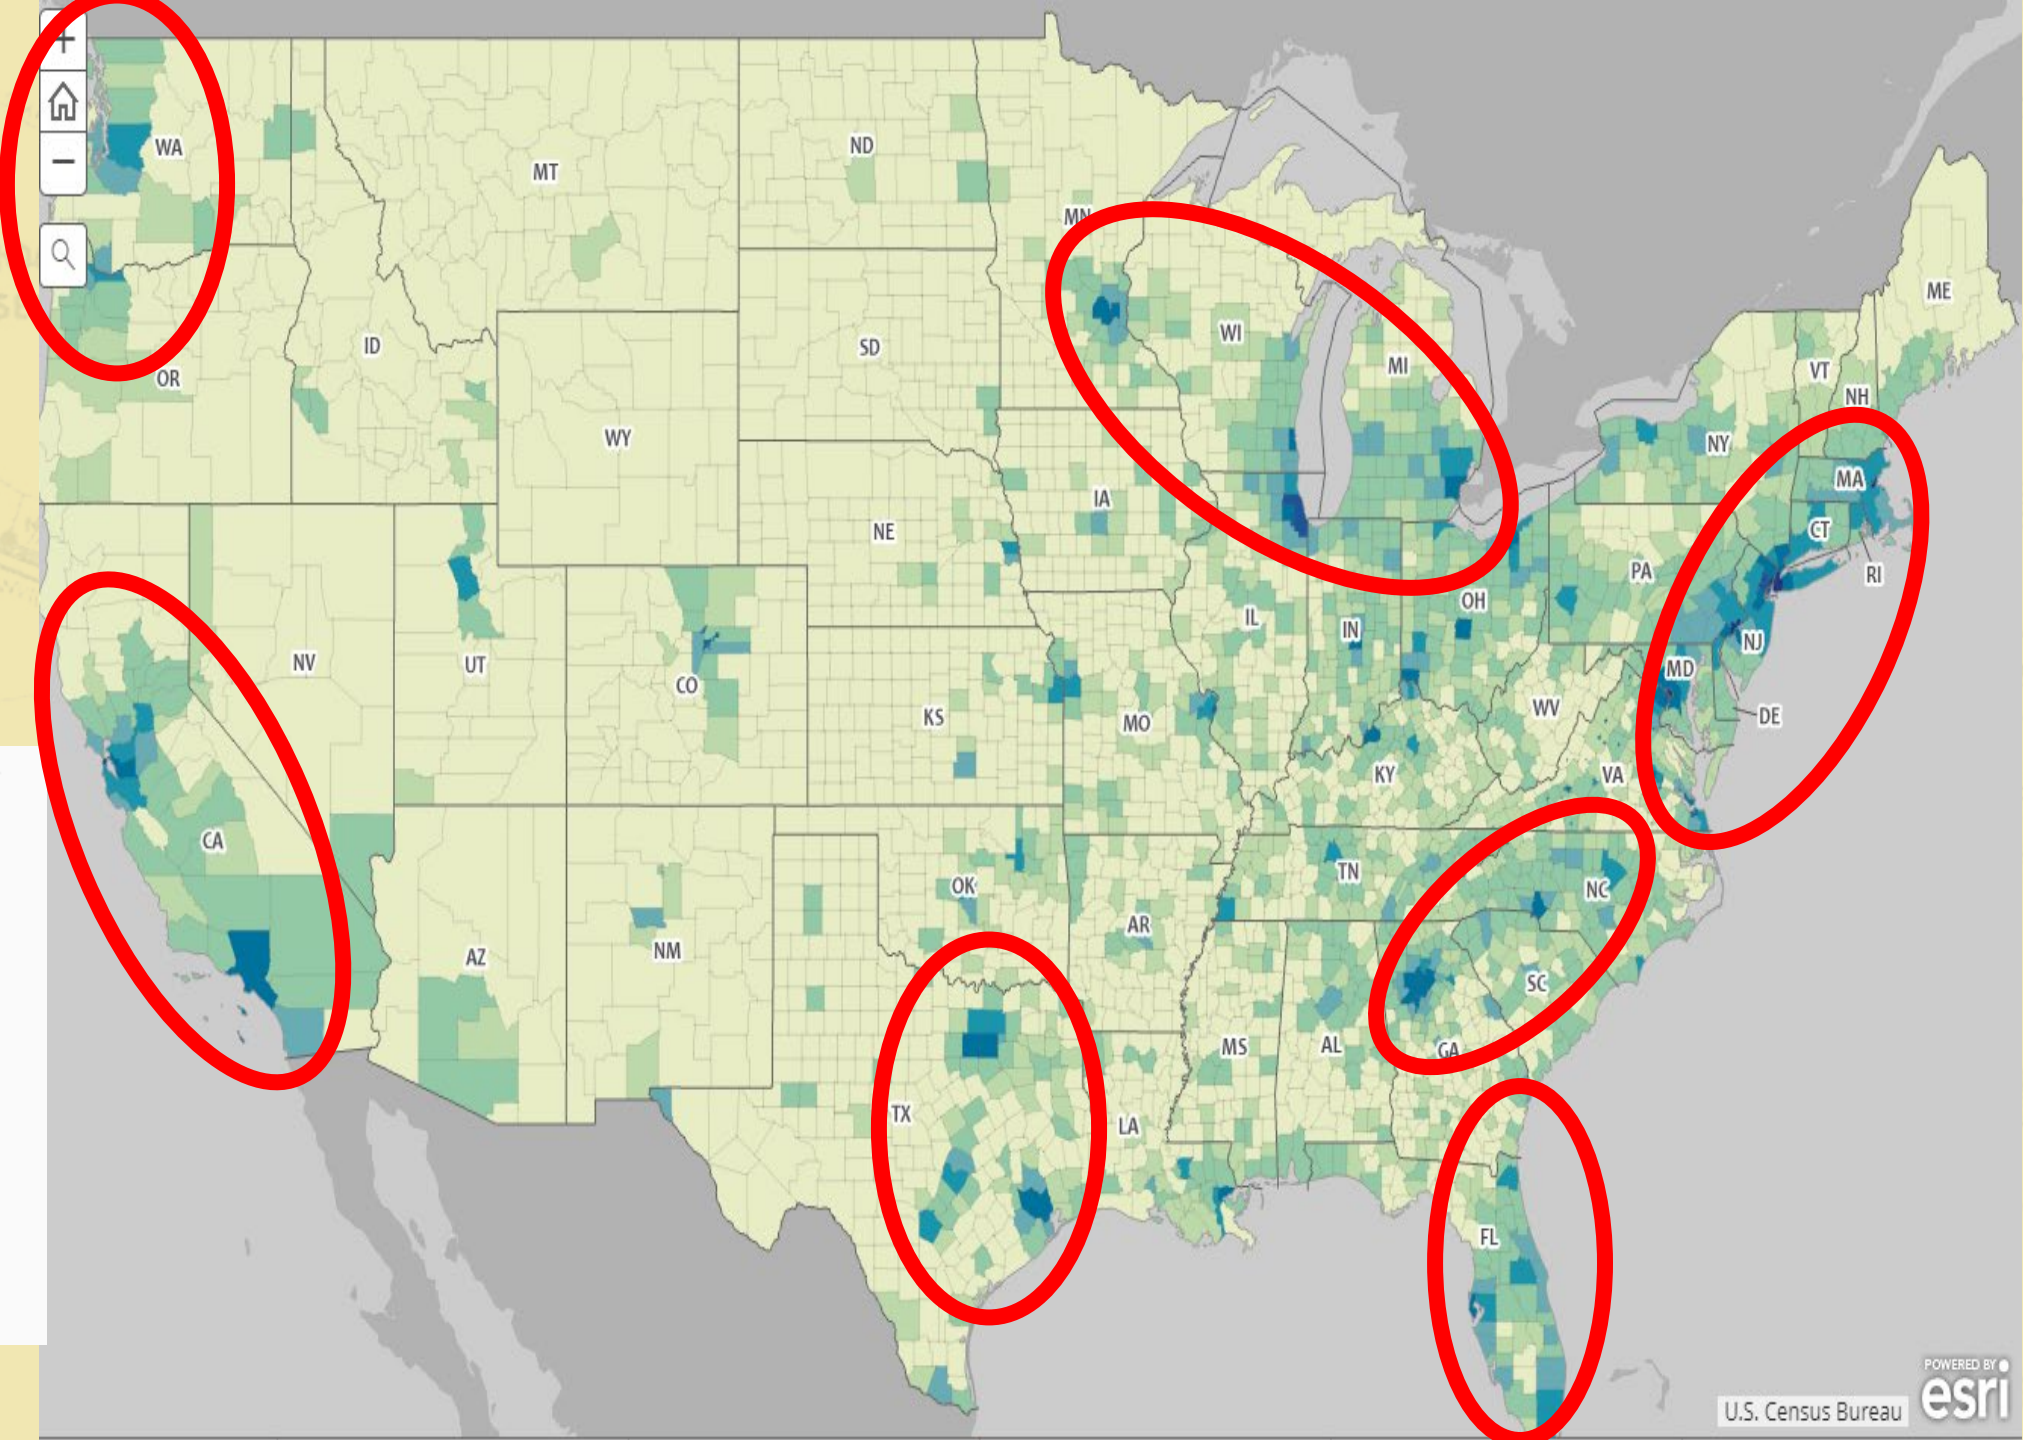 +
WA
−
MT
ND
MN
ME
OR
ID
SD
WI
MI
VT
NH
WY
NE
IA
NY
MA
CT
RI
PA
NV
UT
CO
KS
MO
IL
IN
OH
NJ
MD
DE
WV
VA
KY
CA
AZ
NM
OK
AR
TN
NC
SC
TX
LA
MS
AL
GA
FL
POWERED BY
esri
U.S. Census Bureau